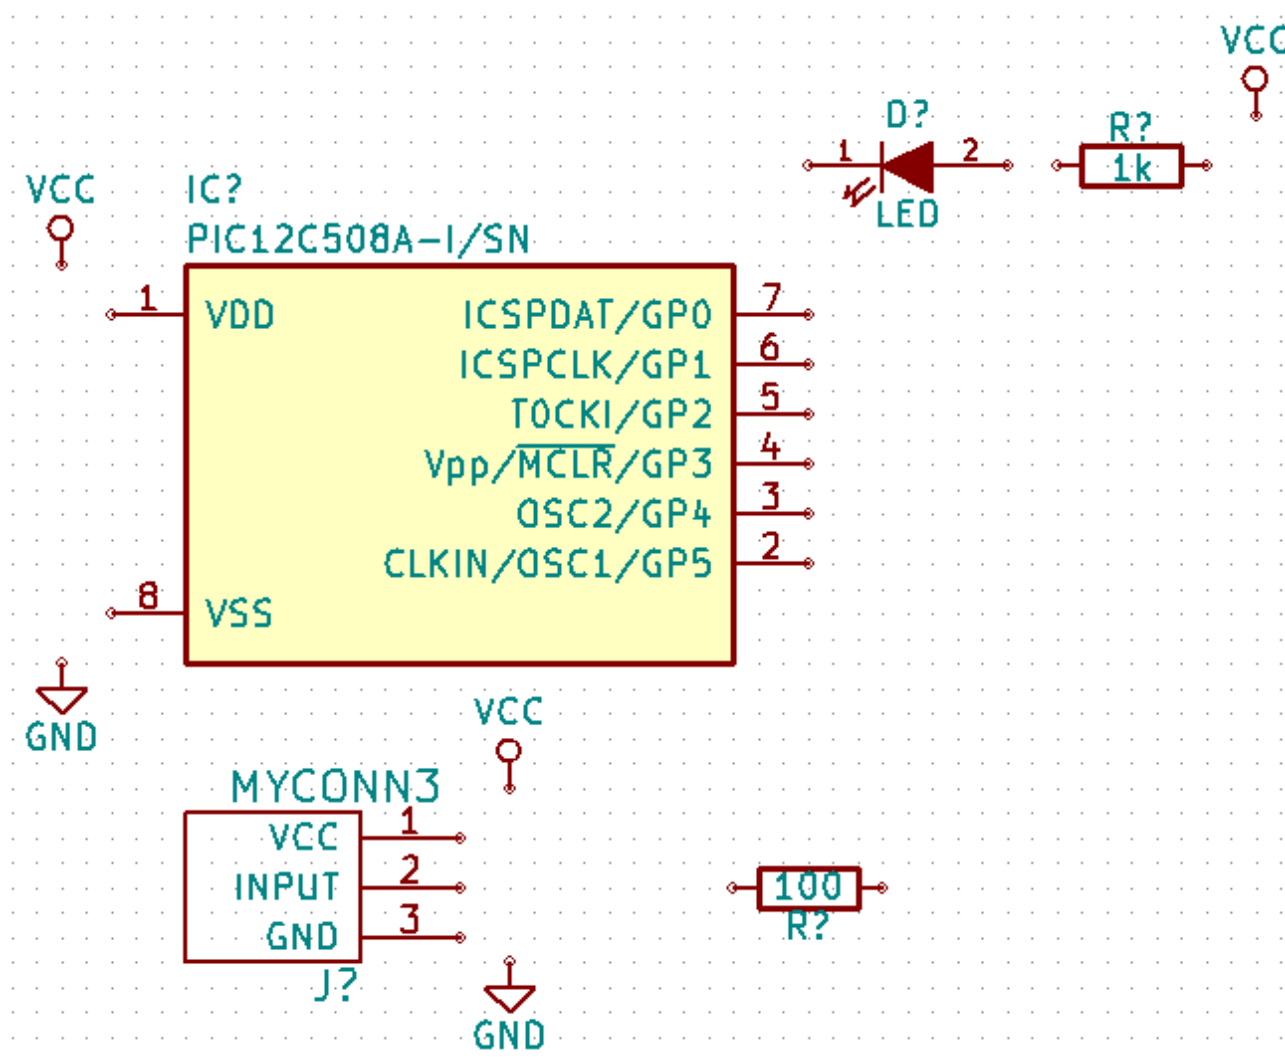 VCC
D?
R?
1
2
1k
LED
VCC
IC?
PIC12C508A-I/SN
1
VDD
ICSPDAT/GP0
7
ICSPCLK/GP1
6
T0CKI/GP2
5
Vpp/MCLR/GP3
4
OSC2/GP4
3
CLKIN/OSC1/GP5
2
8
VSS
GND
VCC
MYCONN3
VCC
1
INPUT
2
GND
3
J?
100
R?
GND